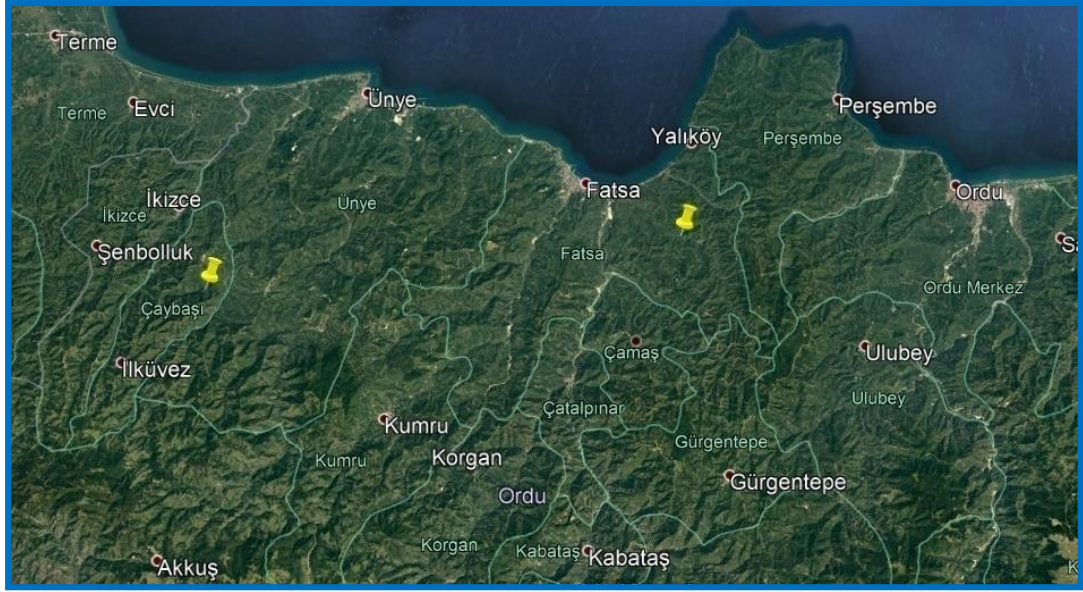 Terme
Evci
Terme
Ünye
Perşembe
Yalıköy
Perşembe
Fatsa
Ordu
İkizce
İkizce
Ünye
Şenbolluk
Fatsa
Ordu Merkez
Çaybaşı
İlküvez
Çamaş
Ulubey
Ulubey
Çatalpınar
Kumru
Kumru
Korgan
Gürgentepe
Gürgentepe
Ordu
Korgan
Kabataş
Kabataş
Akkuş